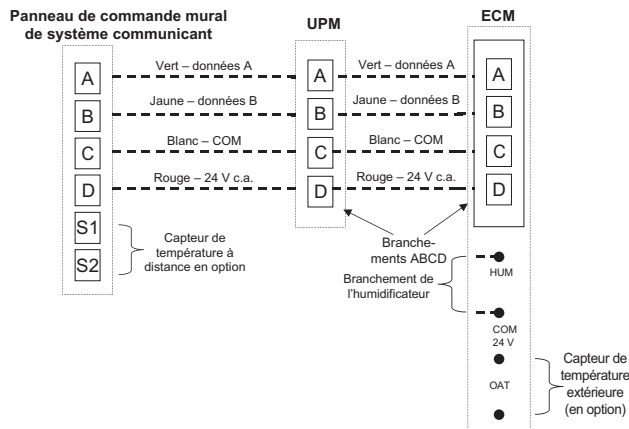 Panneau de commande mural
de système communicant
UPM
ECM
A
Vert – données A
A
Vert – données A
A
B
Jaune – données B
B
Jaune – données B
B
C
Blanc – COM
C
Blanc – COM
C
D
Rouge – 24 V c.a.
D
Rouge – 24 V c.a.
D
S1
S2
Capteur de
température à
distance en option
Branche-
ments ABCD
Branchement de
l'humidificateur
HUM
COM
24 V
OAT
Capteur de
température
extérieure
(en option)